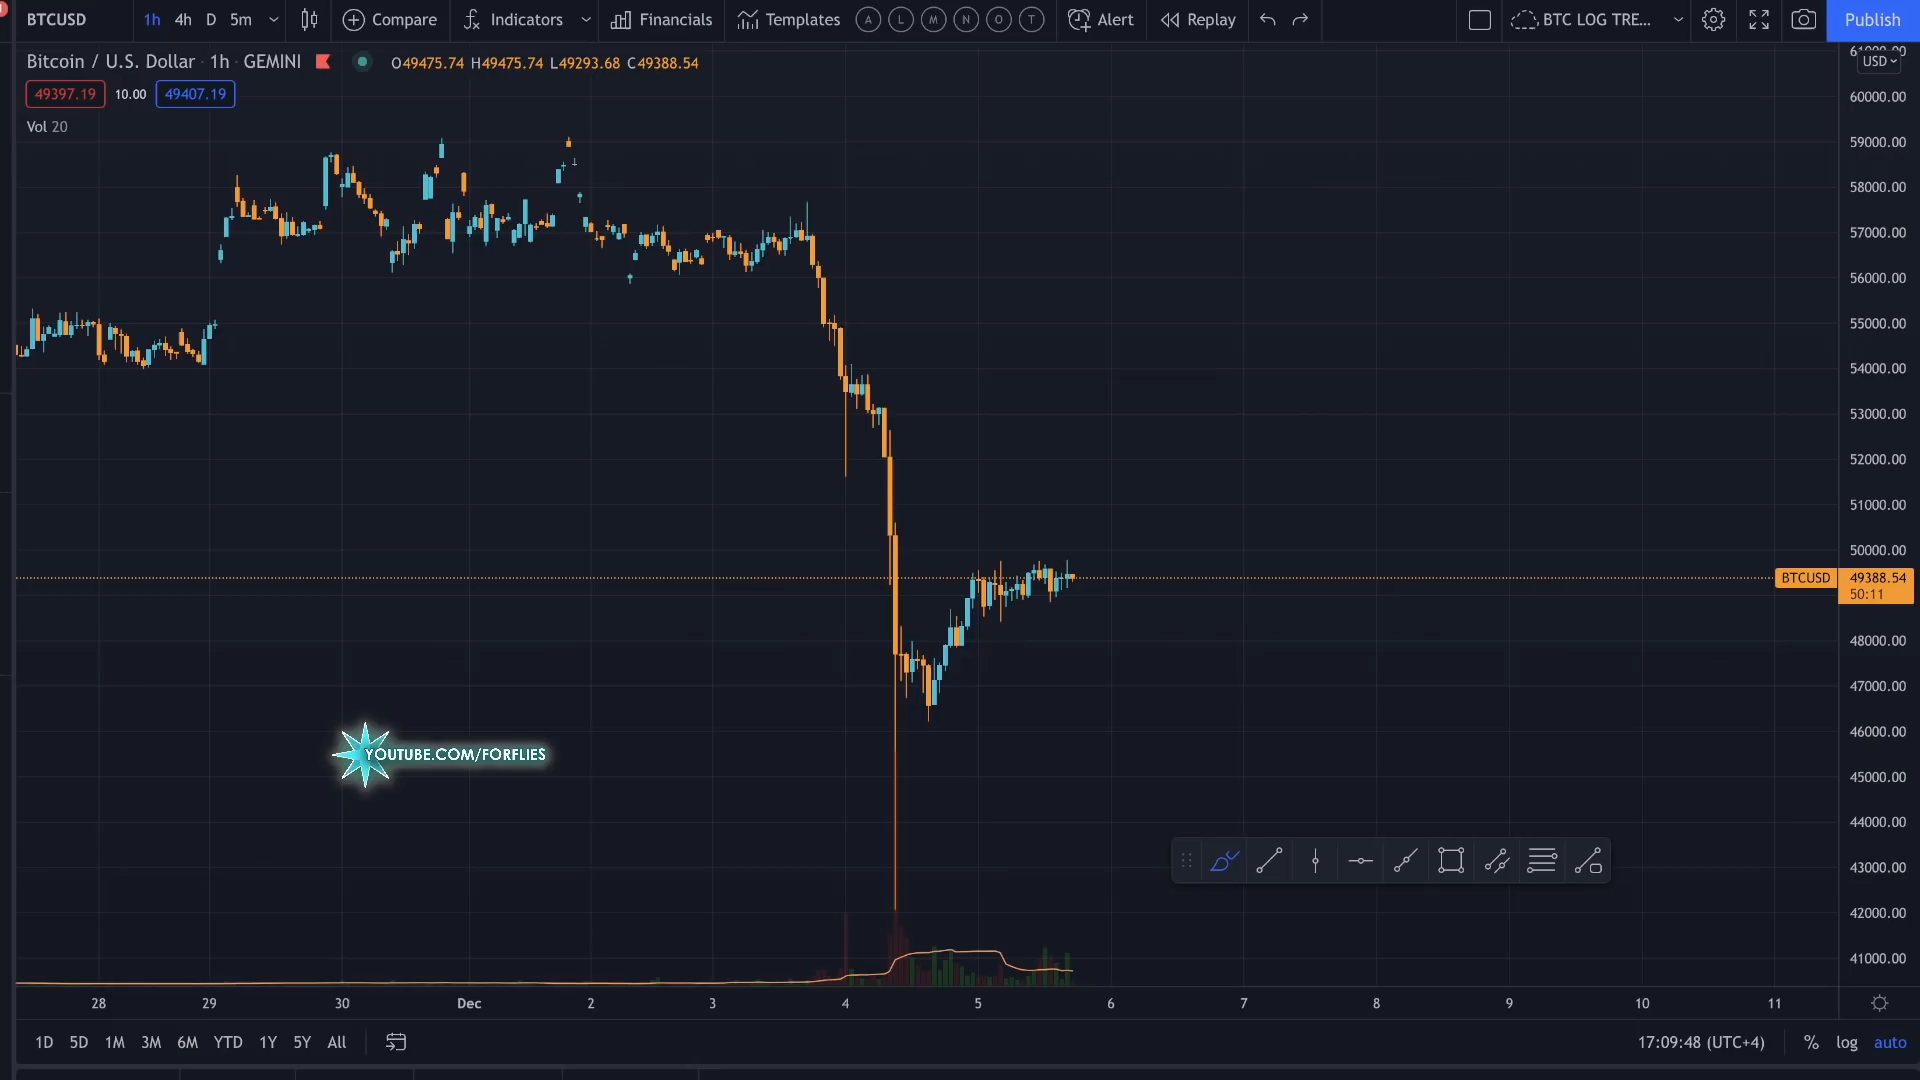 BTCUSD 1h 4h D 5m Compare Indicators Financials Templates A L M N O T Alert Replay BTC LOG TRE... Publish
Bitcoin / U.S. Dollar · 1h · GEMINI O49475.74 H49475.74 L49293.68 C49388.54
USD
49397.19 10.00 49407.19
Vol 20
60000.00
59000.00
58000.00
57000.00
56000.00
55000.00
54000.00
53000.00
52000.00
51000.00
50000.00
BTCUSD 49388.54
50:11
48000.00
47000.00
46000.00
YOUTUBE.COM/FORFLIES
45000.00
44000.00
43000.00
42000.00
41000.00
28 29 30 Dec 2 3 4 5 6 7 8 9 10 11
1D 5D 1M 3M 6M YTD 1Y 5Y All 17:09:48 (UTC+4) % log auto